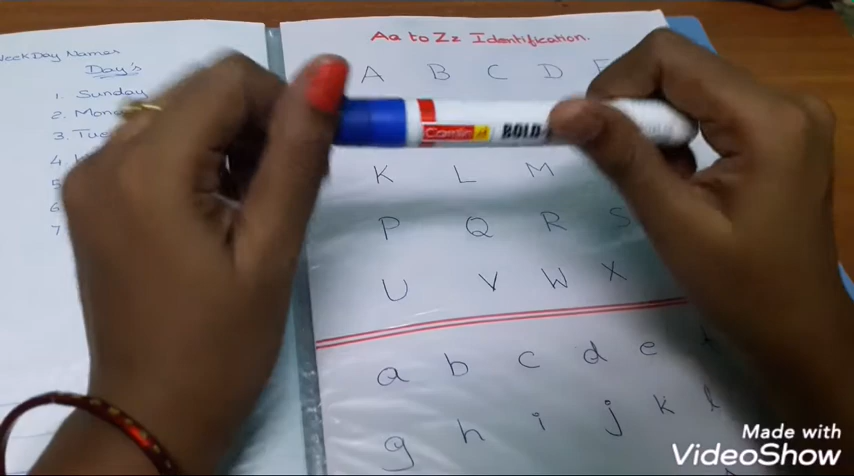 WeekDay Names
Day's
1. Sunday
2. Mon
3. Tue
4.
5
6
7
Aa to Zz Identification.
A B C D E
Camlin BOLD-E
K L M
P Q R S
U V W X
a b c d e
g h i j k l
Made with
VideoShow